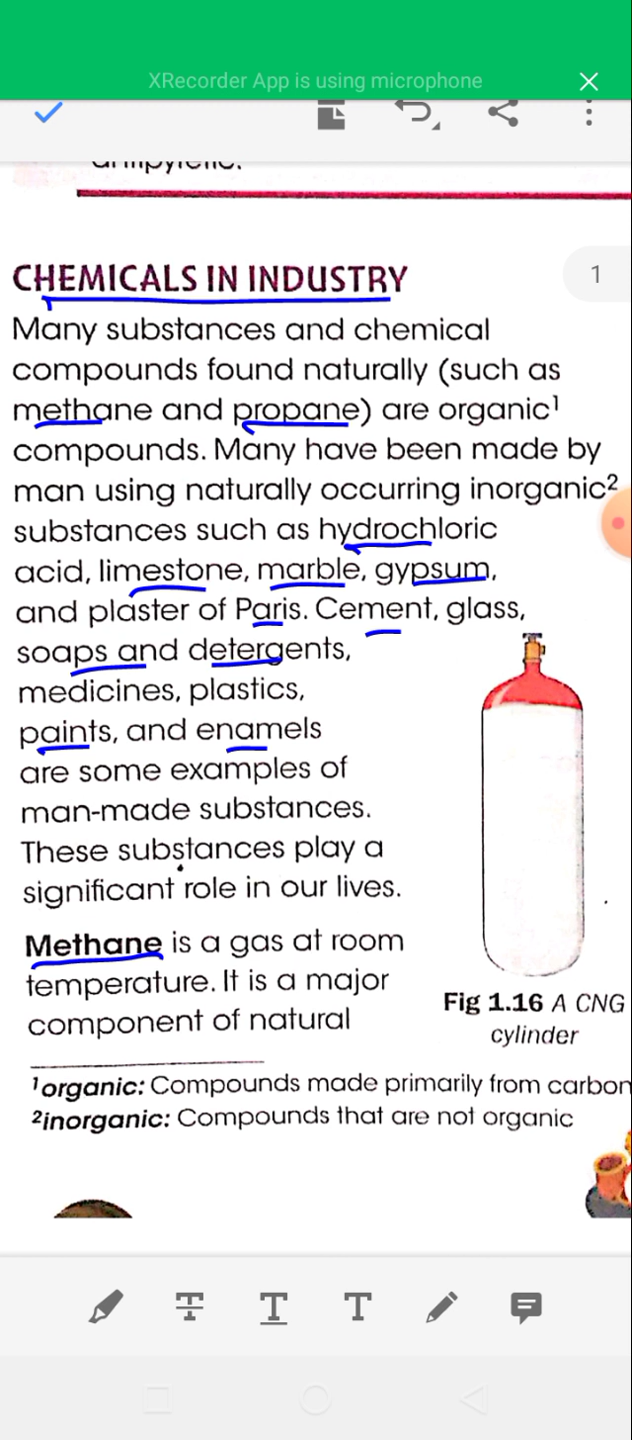 XRecorder App is using microphone
antipyretic.
CHEMICALS IN INDUSTRY
1
Many substances and chemical
compounds found naturally (such as
methane and propane) are organic¹
compounds. Many have been made by
man using naturally occurring inorganic²
substances such as hydrochloric
acid, limestone, marble, gypsum,
and plaster of Paris. Cement, glass,
soaps and detergents,
medicines, plastics,
paints, and enamels
are some examples of
man-made substances.
These substances play a
significant role in our lives.
Methane is a gas at room
temperature. It is a major
component of natural
Fig 1.16 A CNG
cylinder
¹organic: Compounds made primarily from carbon
²inorganic: Compounds that are not organic